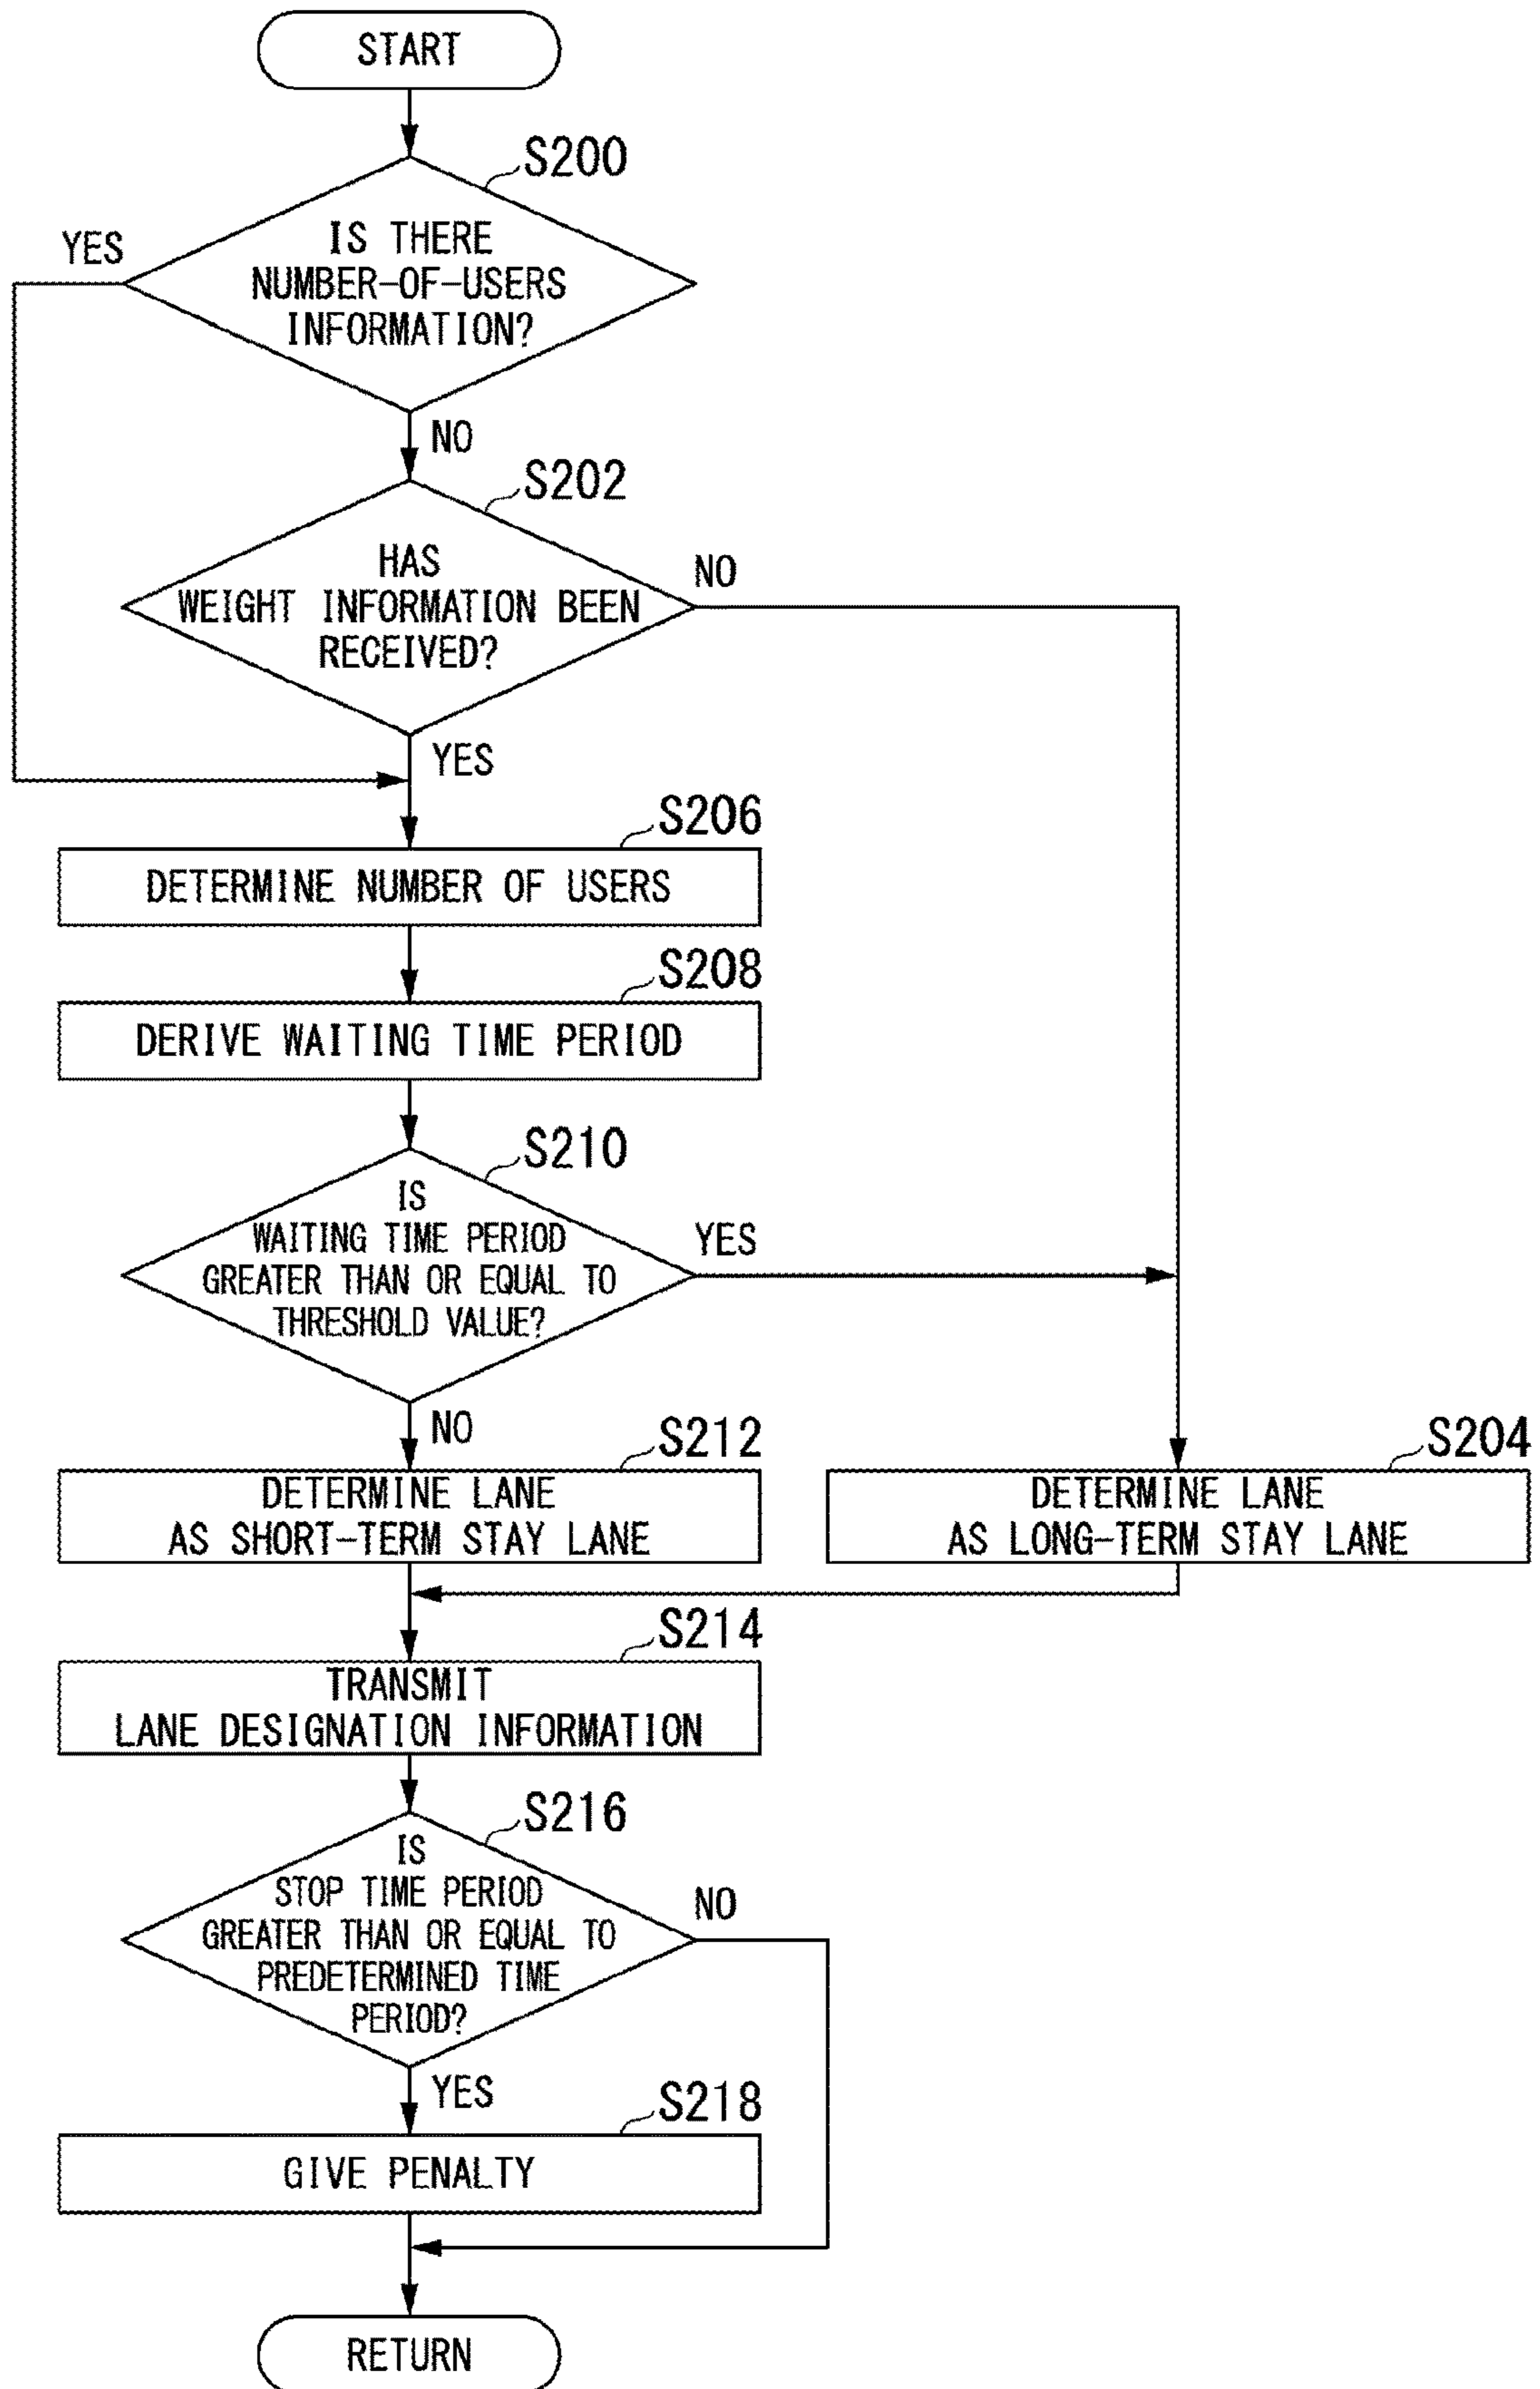 START
S200
YES
IS THERE
NUMBER-OF-USERS
INFORMATION?
NO
S202
HAS
WEIGHT INFORMATION BEEN
RECEIVED?
NO
YES
S206
DETERMINE NUMBER OF USERS
S208
DERIVE WAITING TIME PERIOD
S210
IS
WAITING TIME PERIOD
GREATER THAN OR EQUAL TO
THRESHOLD VALUE?
YES
NO
S212
DETERMINE LANE
AS SHORT-TERM STAY LANE
S204
DETERMINE LANE
AS LONG-TERM STAY LANE
S214
TRANSMIT
LANE DESIGNATION INFORMATION
S216
IS
STOP TIME PERIOD
GREATER THAN OR EQUAL TO
PREDETERMINED TIME
PERIOD?
NO
YES
S218
GIVE PENALTY
RETURN